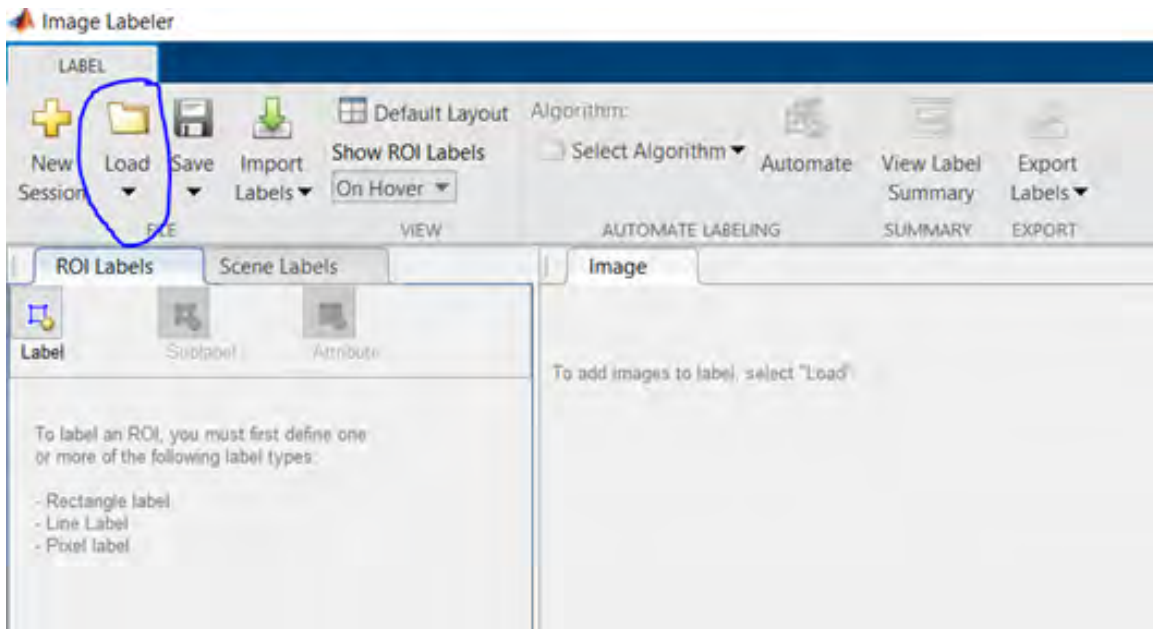 Image Labeler
LABEL
New Session
Load
Save
Import Labels
Default Layout
Show ROI Labels
On Hover
FILE
VIEW
Algorithm:
Select Algorithm
Automate
AUTOMATE LABELING
View Label Summary
SUMMARY
Export Labels
EXPORT
ROI Labels
Scene Labels
Label
Sublabel
Attribute
To label an ROI, you must first define one
or more of the following label types:
- Rectangle label
- Line Label
- Pixel label
Image
To add images to label, select "Load"